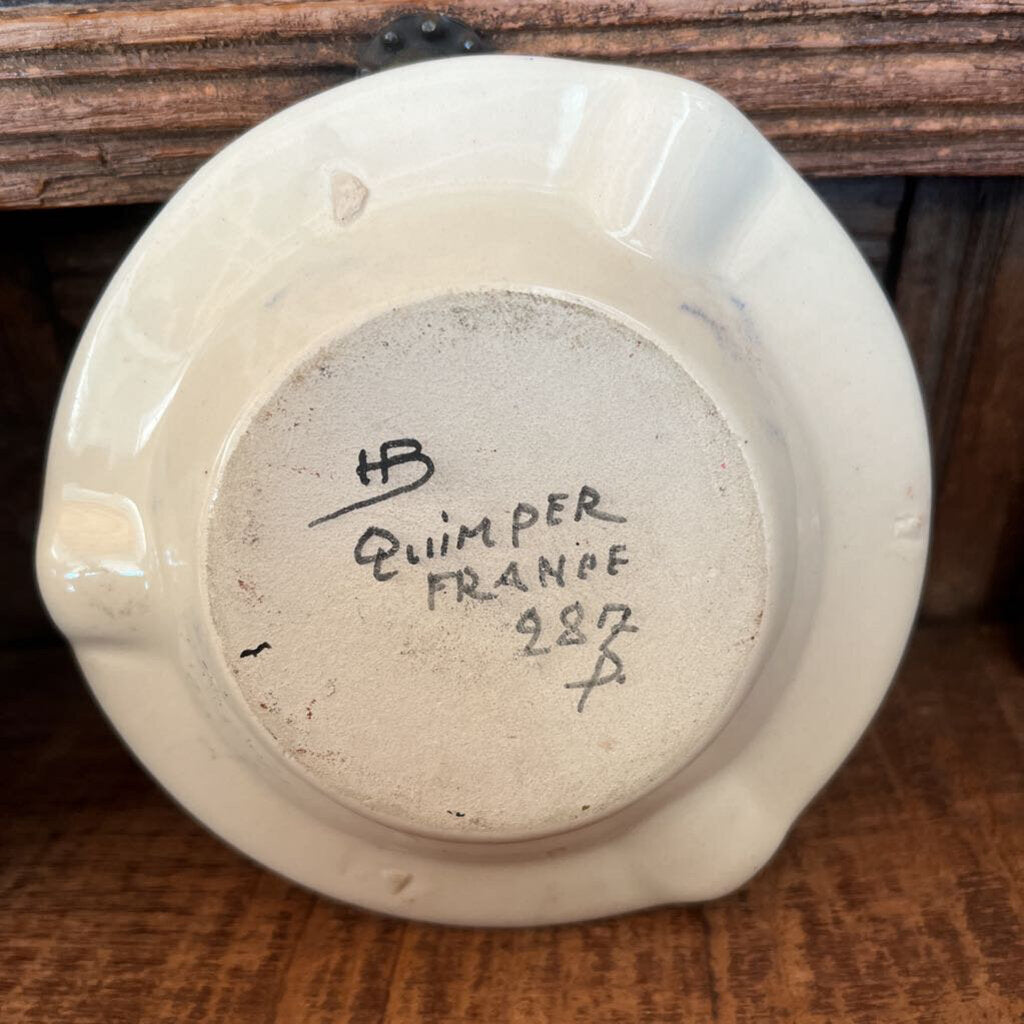 HB
QUIMPER
FRANCE
287
P.